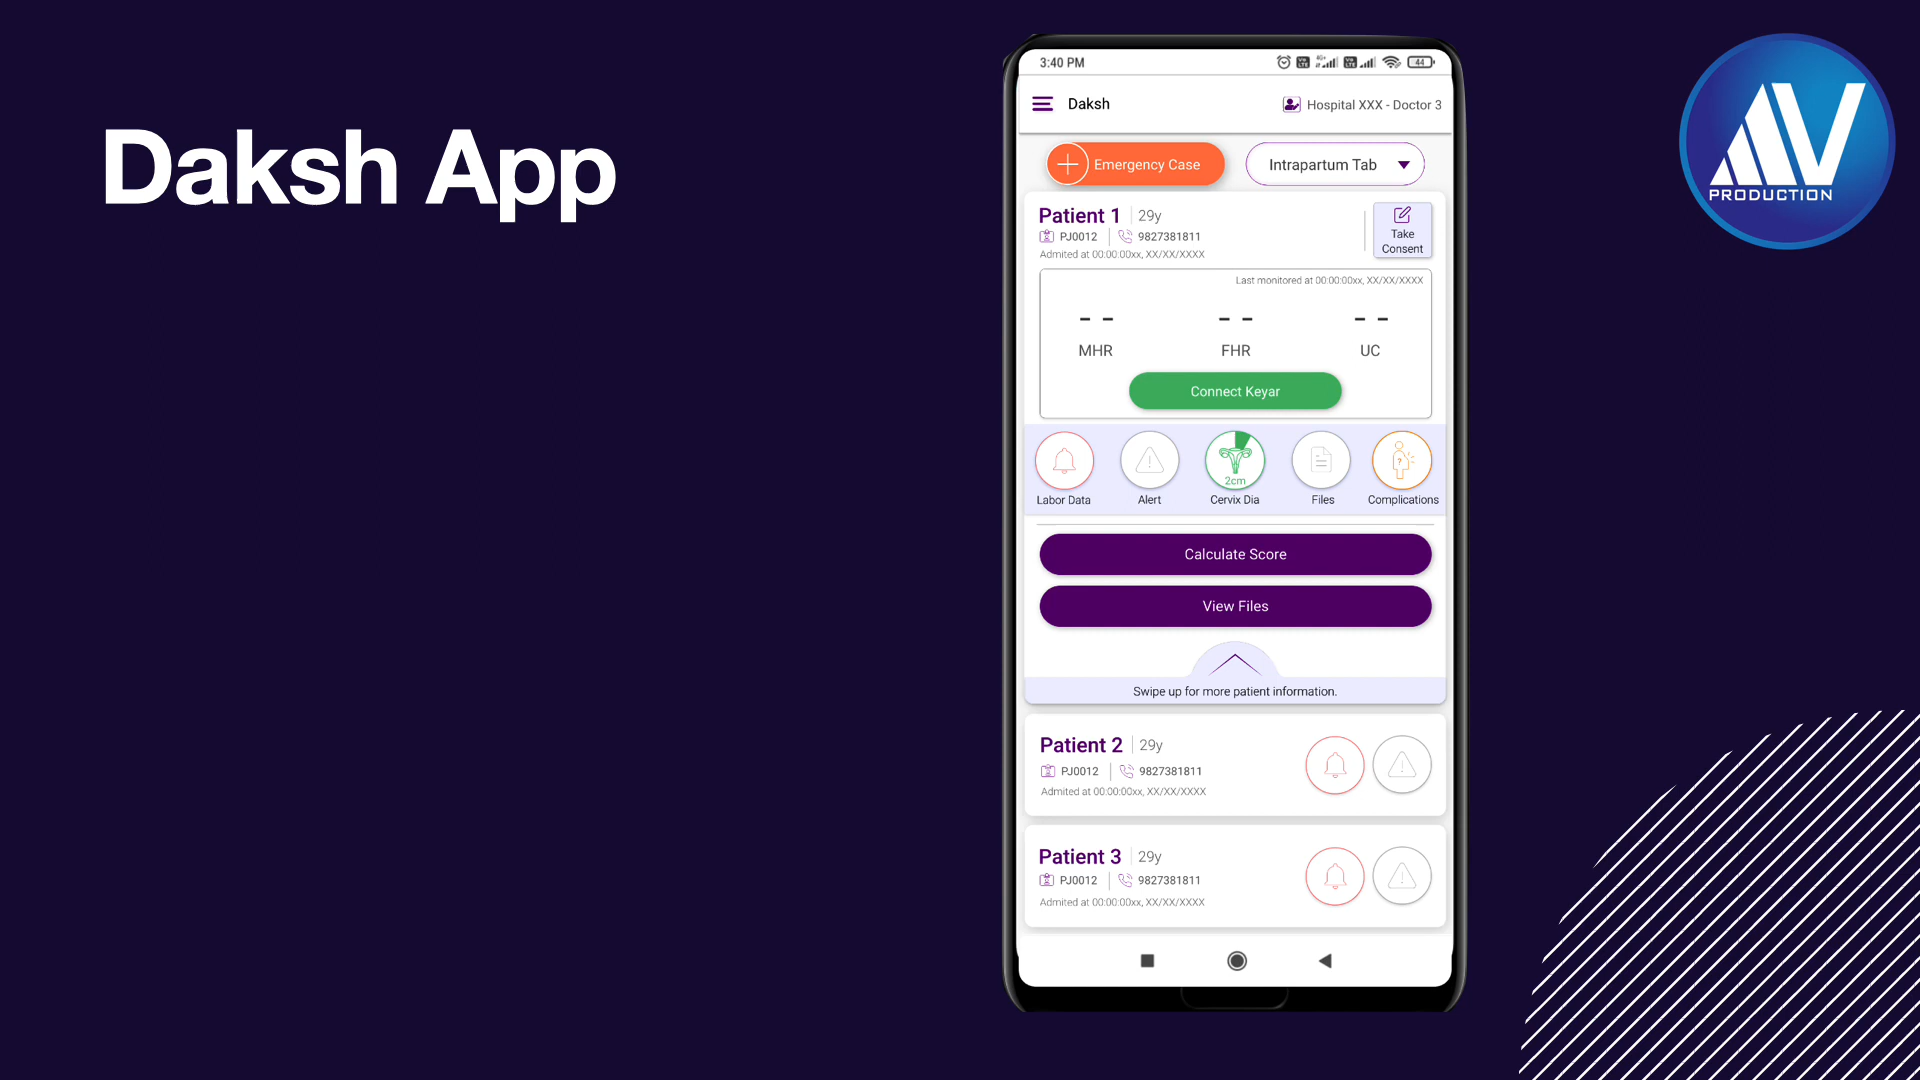 Daksh App
AV
PRODUCTION
3:40 PM
44
Daksh
Hospital XXX - Doctor 3
Emergency Case
Intrapartum Tab
Patient 1
29y
PJ0012
9827381811
Admited at 00:00:00xx, XX/XX/XXXX
Take
Consent
Last monitored at 00:00:00xx, XX/XX/XXXX
-- -- --
MHR
FHR
UC
Connect Keyar
2cm
Labor Data
Alert
Cervix Dia
Files
Complications
Calculate Score
View Files
Swipe up for more patient information.
Patient 2
29y
PJ0012
9827381811
Admited at 00:00:00xx, XX/XX/XXXX
Patient 3
29y
PJ0012
9827381811
Admited at 00:00:00xx, XX/XX/XXXX